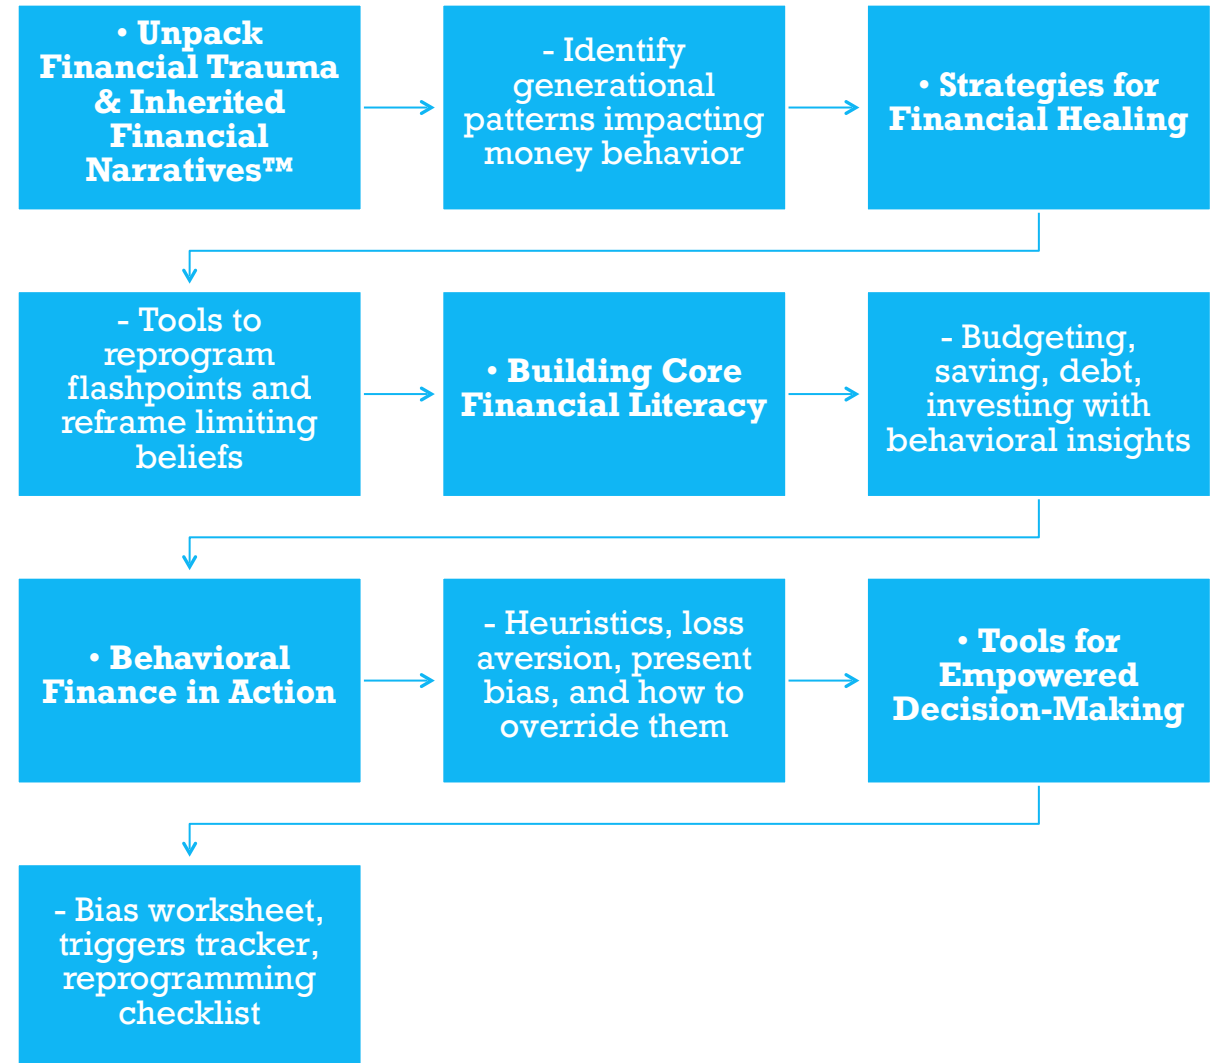 • Unpack
Financial Trauma
& Inherited
Financial
Narratives™
- Identify
generational
patterns impacting
money behavior
• Strategies for
Financial Healing
- Tools to
reprogram
flashpoints and
reframe limiting
beliefs
• Building Core
Financial Literacy
- Budgeting,
saving, debt,
investing with
behavioral insights
• Behavioral
Finance in Action
- Heuristics, loss
aversion, present
bias, and how to
override them
• Tools for
Empowered
Decision-Making
- Bias worksheet,
triggers tracker,
reprogramming
checklist